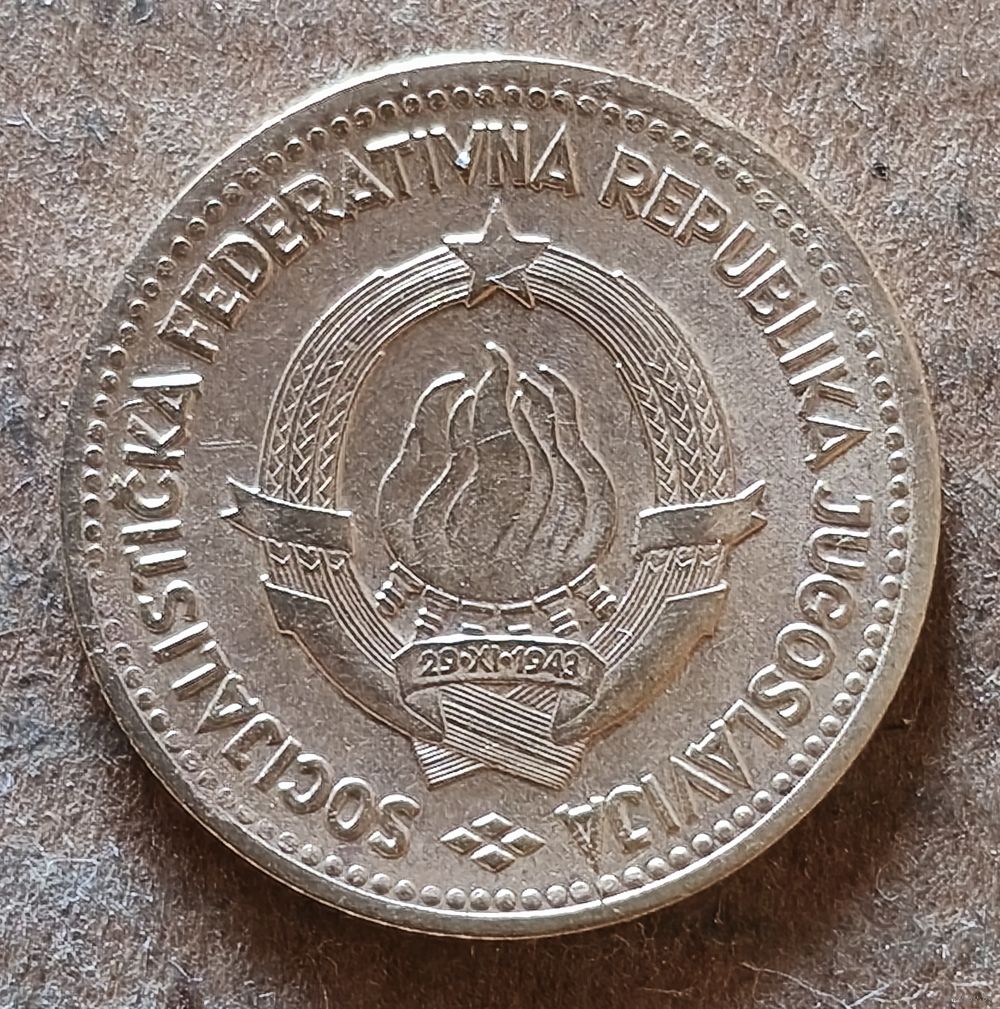 SOCIJALISTIČKA FEDERATIVNA REPUBLIKA JUGOSLAVIJA
29•XI•1943